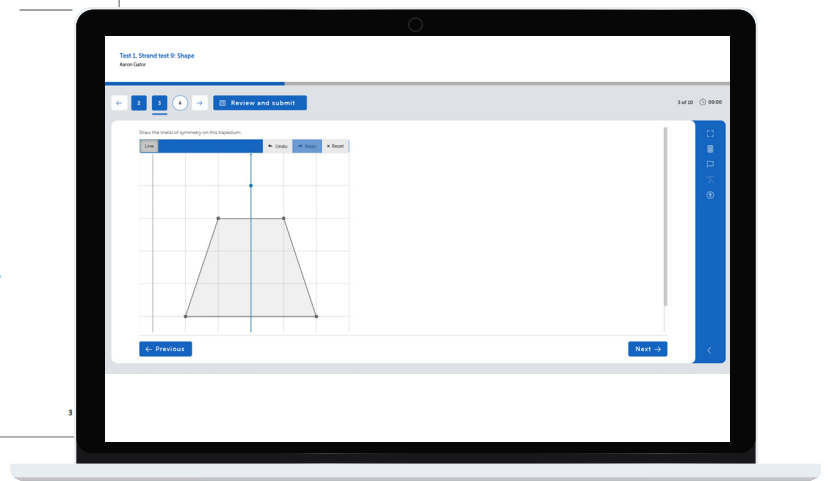 Test 1, Strand test 9: Shape
Aaron Gator
2 3 4 Review and submit
3 of 10 00:00
Draw the line(s) of symmetry on this trapezium.
Line Undo Redo × Reset
← Previous
Next →
3